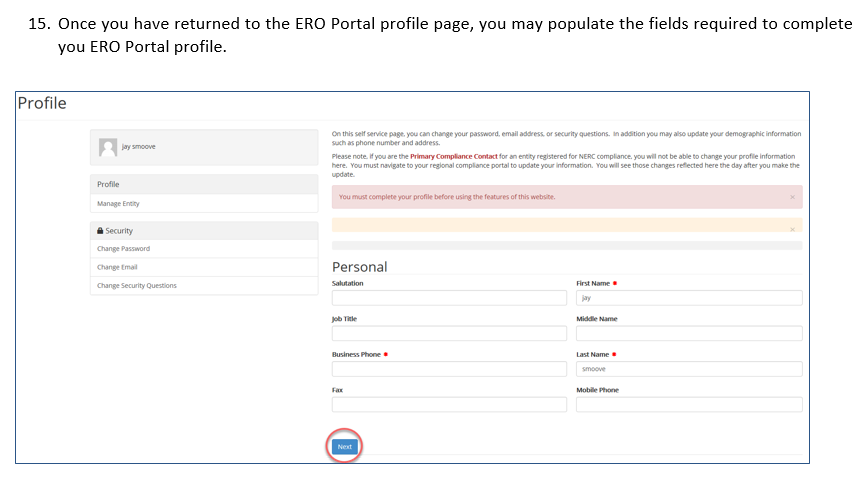 15. Once you have returned to the ERO Portal profile page, you may populate the fields required to complete
you ERO Portal profile.
Profile
jay smoove
Profile
Manage Entity
Security
Change Password
Change Email
Change Security Questions
On this self service page, you can change your password, email address, or security questions. In addition you may also update your demographic information
such as phone number and address.
Please note, if you are the Primary Compliance Contact for an entity registered for NERC compliance, you will not be able to change your profile information
here. You must navigate to your regional compliance portal to update your information. You will see those changes reflected here the day after you make the
update.
You must complete your profile before using the features of this website. ×
×
Personal
Salutation First Name *
jay
Job Title Middle Name
Business Phone * Last Name *
smoove
Fax Mobile Phone
Next